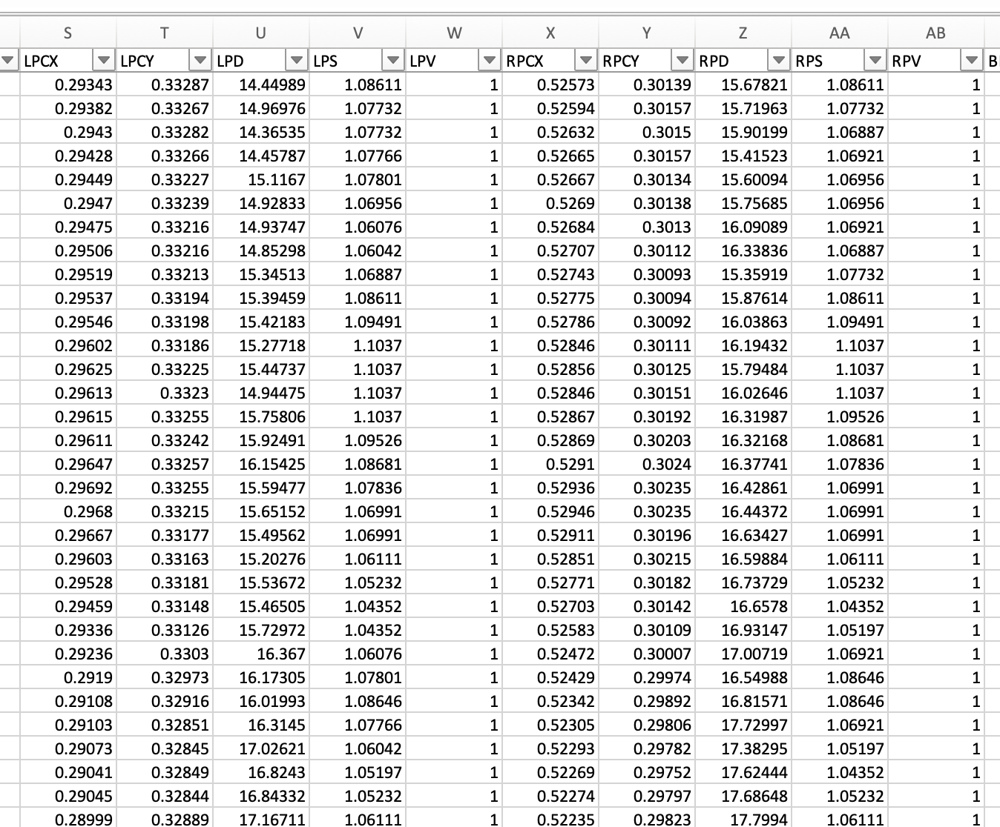 S T U V W X Y Z AA AB
LPCX LPCY LPD LPS LPV RPCX RPCY RPD RPS RPV B
0.29343 0.33287 14.44989 1.08611 1 0.52573 0.30139 15.67821 1.08611 1
0.29382 0.33267 14.96976 1.07732 1 0.52594 0.30157 15.71963 1.07732 1
0.2943 0.33282 14.36535 1.07732 1 0.52632 0.3015 15.90199 1.06887 1
0.29428 0.33266 14.45787 1.07766 1 0.52665 0.30157 15.41523 1.06921 1
0.29449 0.33227 15.1167 1.07801 1 0.52667 0.30134 15.60094 1.06956 1
0.2947 0.33239 14.92833 1.06956 1 0.5269 0.30138 15.75685 1.06956 1
0.29475 0.33216 14.93747 1.06076 1 0.52684 0.3013 16.09089 1.06921 1
0.29506 0.33216 14.85298 1.06042 1 0.52707 0.30112 16.33836 1.06887 1
0.29519 0.33213 15.34513 1.06887 1 0.52743 0.30093 15.35919 1.07732 1
0.29537 0.33194 15.39459 1.08611 1 0.52775 0.30094 15.87614 1.08611 1
0.29546 0.33198 15.42183 1.09491 1 0.52786 0.30092 16.03863 1.09491 1
0.29602 0.33186 15.27718 1.1037 1 0.52846 0.30111 16.19432 1.1037 1
0.29625 0.33225 15.44737 1.1037 1 0.52856 0.30125 15.79484 1.1037 1
0.29613 0.3323 14.94475 1.1037 1 0.52846 0.30151 16.02646 1.1037 1
0.29615 0.33255 15.75806 1.1037 1 0.52867 0.30192 16.31987 1.09526 1
0.29611 0.33242 15.92491 1.09526 1 0.52869 0.30203 16.32168 1.08681 1
0.29647 0.33257 16.15425 1.08681 1 0.5291 0.3024 16.37741 1.07836 1
0.29692 0.33255 15.59477 1.07836 1 0.52936 0.30235 16.42861 1.06991 1
0.2968 0.33215 15.65152 1.06991 1 0.52946 0.30235 16.44372 1.06991 1
0.29667 0.33177 15.49562 1.06991 1 0.52911 0.30196 16.63427 1.06991 1
0.29603 0.33163 15.20276 1.06111 1 0.52851 0.30215 16.59884 1.06111 1
0.29528 0.33181 15.53672 1.05232 1 0.52771 0.30182 16.73729 1.05232 1
0.29459 0.33148 15.46505 1.04352 1 0.52703 0.30142 16.6578 1.04352 1
0.29336 0.33126 15.72972 1.04352 1 0.52583 0.30109 16.93147 1.05197 1
0.29236 0.3303 16.367 1.06076 1 0.52472 0.30007 17.00719 1.06921 1
0.2919 0.32973 16.17305 1.07801 1 0.52429 0.29974 16.54988 1.08646 1
0.29108 0.32916 16.01993 1.08646 1 0.52342 0.29892 16.81571 1.08646 1
0.29103 0.32851 16.3145 1.07766 1 0.52305 0.29806 17.72997 1.06921 1
0.29073 0.32845 17.02621 1.06042 1 0.52293 0.29782 17.38295 1.05197 1
0.29041 0.32849 16.8243 1.05197 1 0.52269 0.29752 17.62444 1.04352 1
0.29045 0.32844 16.84332 1.05232 1 0.52274 0.29797 17.68648 1.05232 1
0.28999 0.32889 17.16711 1.06111 1 0.52235 0.29823 17.7994 1.06111 1